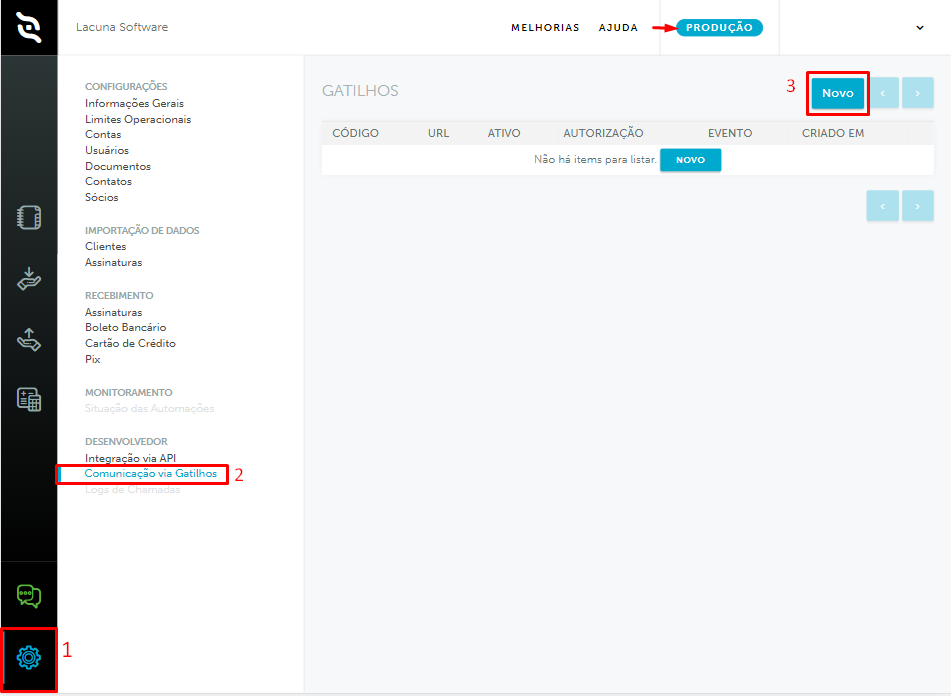 Lacuna Software
MELHORIAS AJUDA PRODUÇÃO
CONFIGURAÇÕES
Informações Gerais
Limites Operacionais
Contas
Usuários
Documentos
Contatos
Sócios
IMPORTAÇÃO DE DADOS
Clientes
Assinaturas
RECEBIMENTO
Assinaturas
Boleto Bancário
Cartão de Crédito
Pix
MONITORAMENTO
Situação das Automações
DESENVOLVEDOR
Integração via API
Comunicação via Gatilhos 2
Logs de Chamadas
1
GATILHOS
3 Novo ‹ ›
CÓDIGO URL ATIVO AUTORIZAÇÃO EVENTO CRIADO EM
Não há items para listar. NOVO
‹ ›